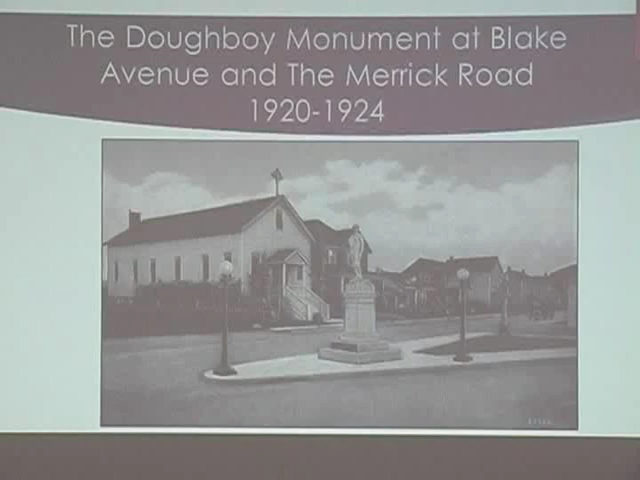 The Doughboy Monument at Blake
Avenue and The Merrick Road
1920-1924